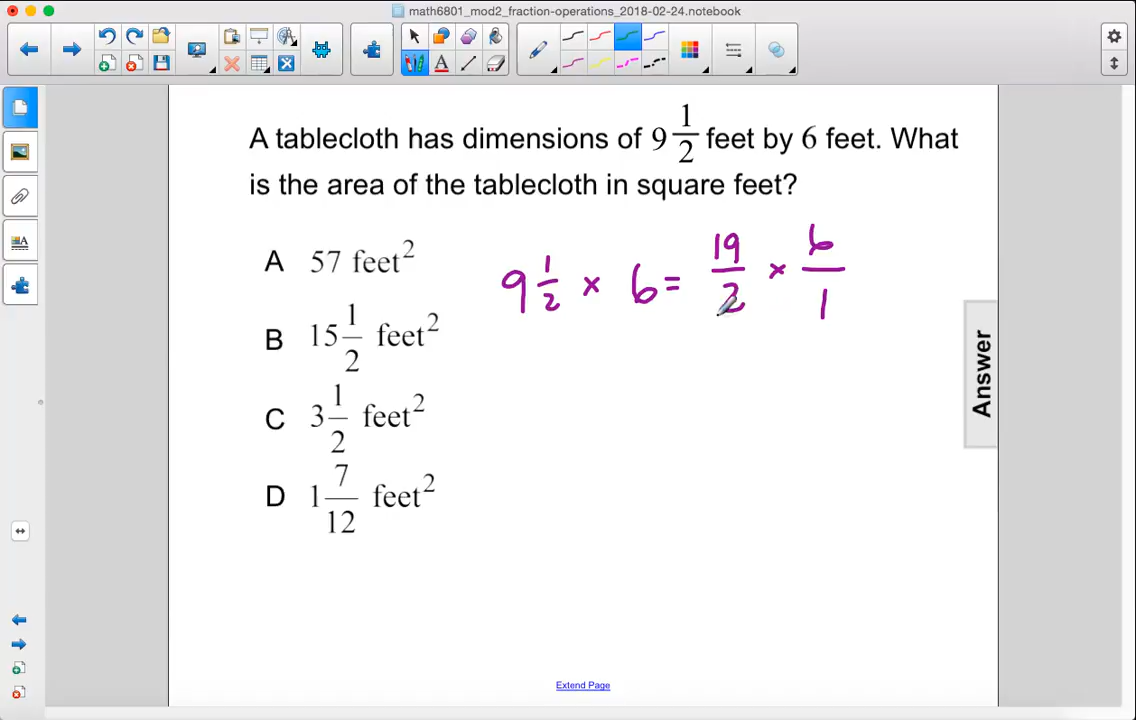 math6801_mod2_fraction-operations_2018-02-24.notebook
A tablecloth has dimensions of 9 1/2 feet by 6 feet. What
is the area of the tablecloth in square feet?
A 57 feet²
B 15 1/2 feet²
C 3 1/2 feet²
D 1 7/12 feet²
9 1/2 × 6 = 19/2 × 6/1
Answer
Extend Page